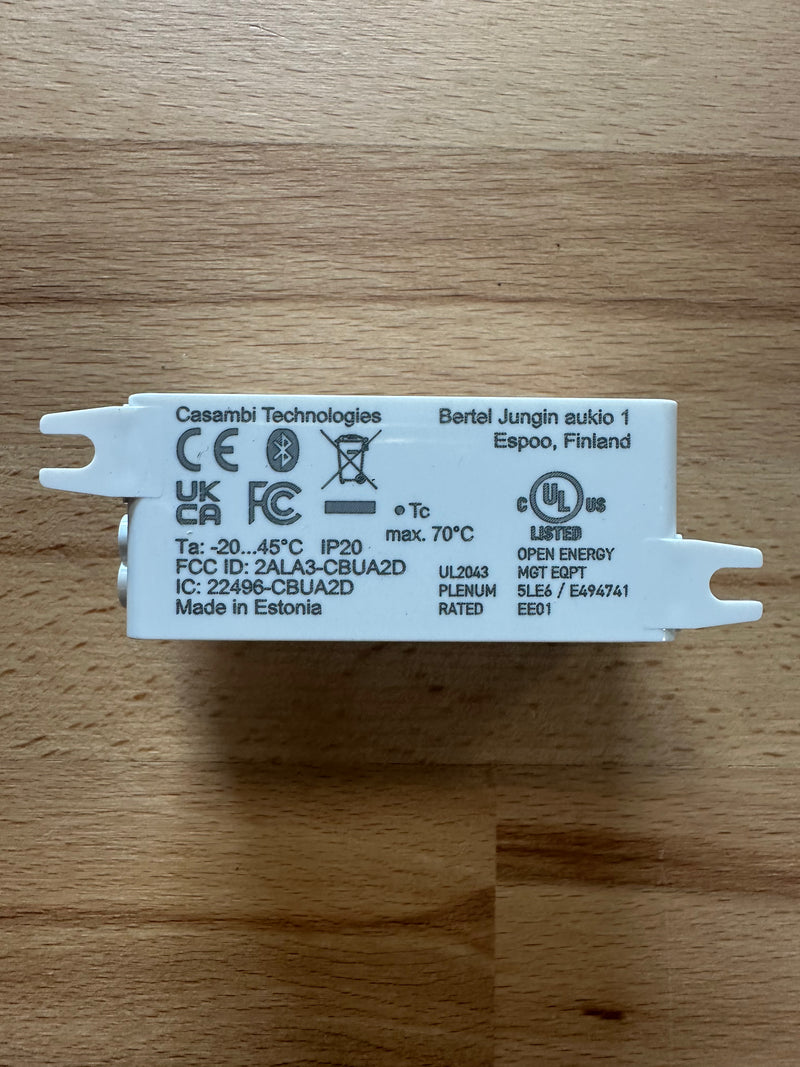 Casambi Technologies
Bertel Jungin aukio 1
Espoo, Finland
CE
UK
CA
FC
Tc
max. 70°C
C UL US
LISTED
Ta: -20...45°C IP20
FCC ID: 2ALA3-CBUA2D
IC: 22496-CBUA2D
Made in Estonia
UL2043
PLENUM
RATED
OPEN ENERGY
MGT EQPT
5LE6 / E494741
EE01